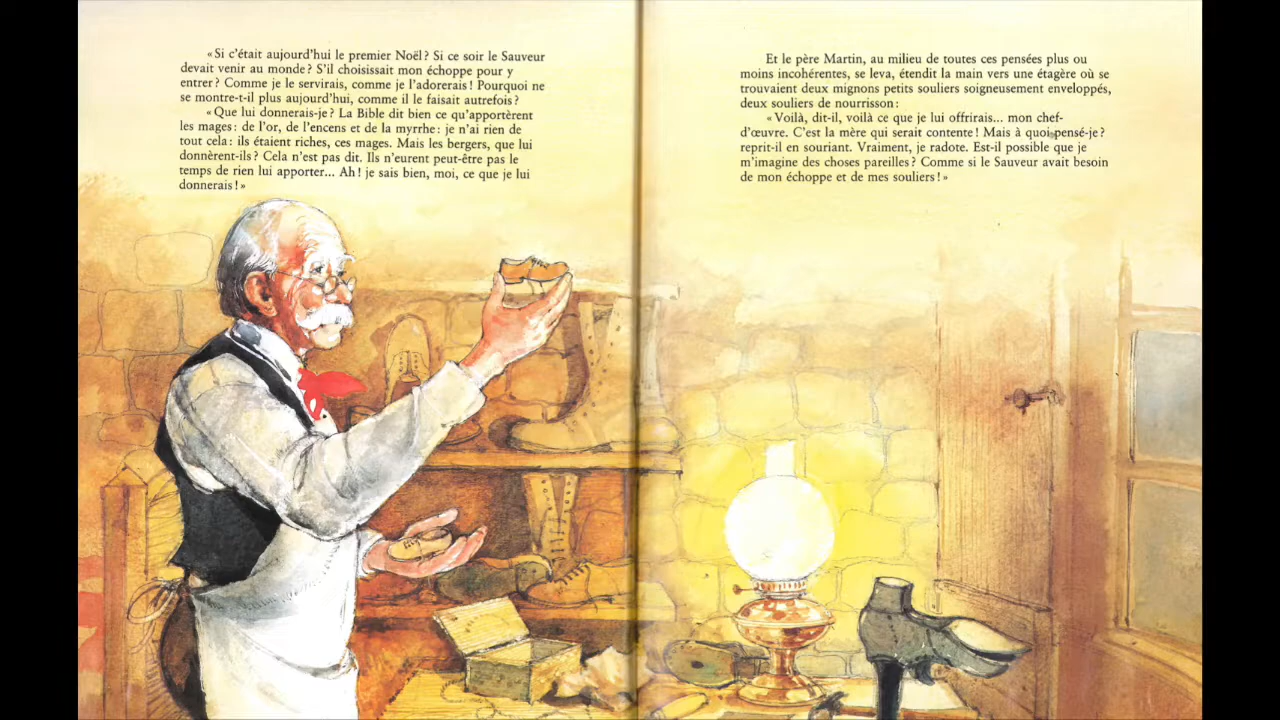 «Si c'était aujourd'hui le premier Noël? Si ce soir le Sauveur
devait venir au monde? S'il choisissait mon échoppe pour y
entrer? Comme je le servirais, comme je l'adorerais! Pourquoi ne
se montre-t-il plus aujourd'hui, comme il le faisait autrefois?
«Que lui donnerais-je? La Bible dit bien ce qu'apportèrent
les mages: de l'or, de l'encens et de la myrrhe: je n'ai rien de
tout cela: ils étaient riches, ces mages. Mais les bergers, que lui
donnèrent-ils? Cela n'est pas dit. Ils n'eurent peut-être pas le
temps de rien lui apporter... Ah! je sais bien, moi, ce que je lui
donnerais!»
Et le père Martin, au milieu de toutes ces pensées plus ou
moins incohérentes, se leva, étendit la main vers une étagère où se
trouvaient deux mignons petits souliers soigneusement enveloppés,
deux souliers de nourrisson:
«Voilà, dit-il, voilà ce que je lui offrirais... mon chef-
d'œuvre. C'est la mère qui serait contente! Mais à quoi pensé-je?
reprit-il en souriant. Vraiment, je radote. Est-il possible que je
m'imagine des choses pareilles? Comme si le Sauveur avait besoin
de mon échoppe et de mes souliers!»